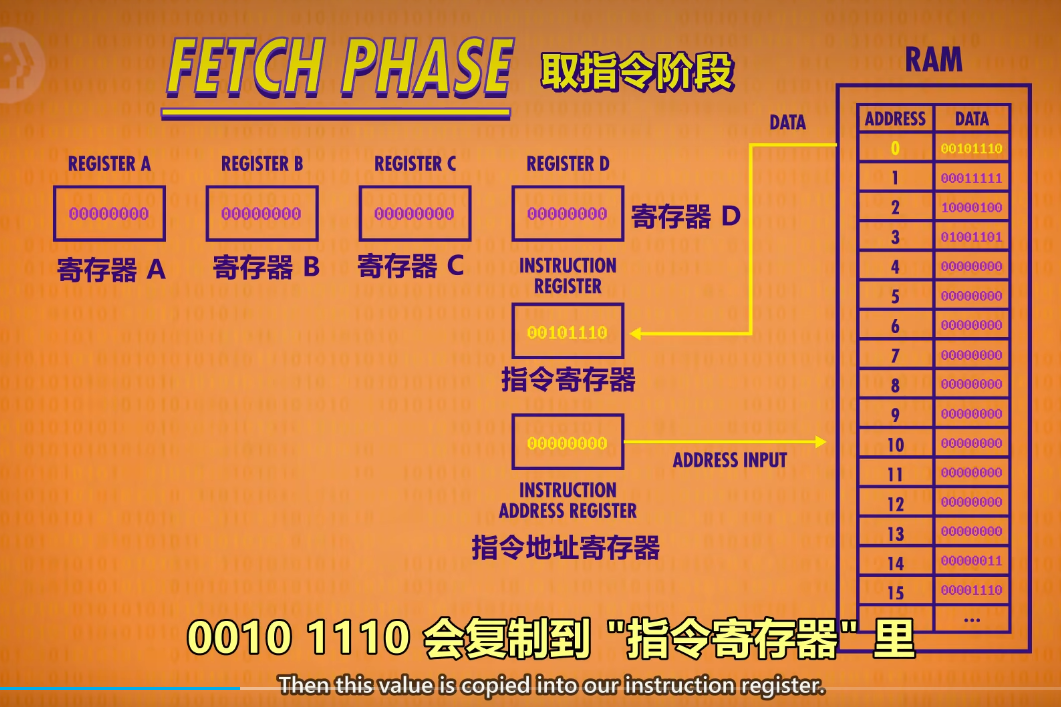 FETCH PHASE 取指令阶段
RAM
DATA
ADDRESS DATA
0 00101110
1 00011111
2 10000100
3 01001101
4 00000000
5 00000000
6 00000000
7 00000000
8 00000000
9 00000000
10 00000000
11 00000000
12 00000000
13 00000000
14 00000011
15 00001110
...
REGISTER A
00000000
寄存器 A
REGISTER B
00000000
寄存器 B
REGISTER C
00000000
寄存器 C
REGISTER D
00000000
寄存器 D
INSTRUCTION
REGISTER
00101110
指令寄存器
00000000
ADDRESS INPUT
INSTRUCTION
ADDRESS REGISTER
指令地址寄存器
0010 1110 会复制到 "指令寄存器" 里
Then this value is copied into our instruction register.